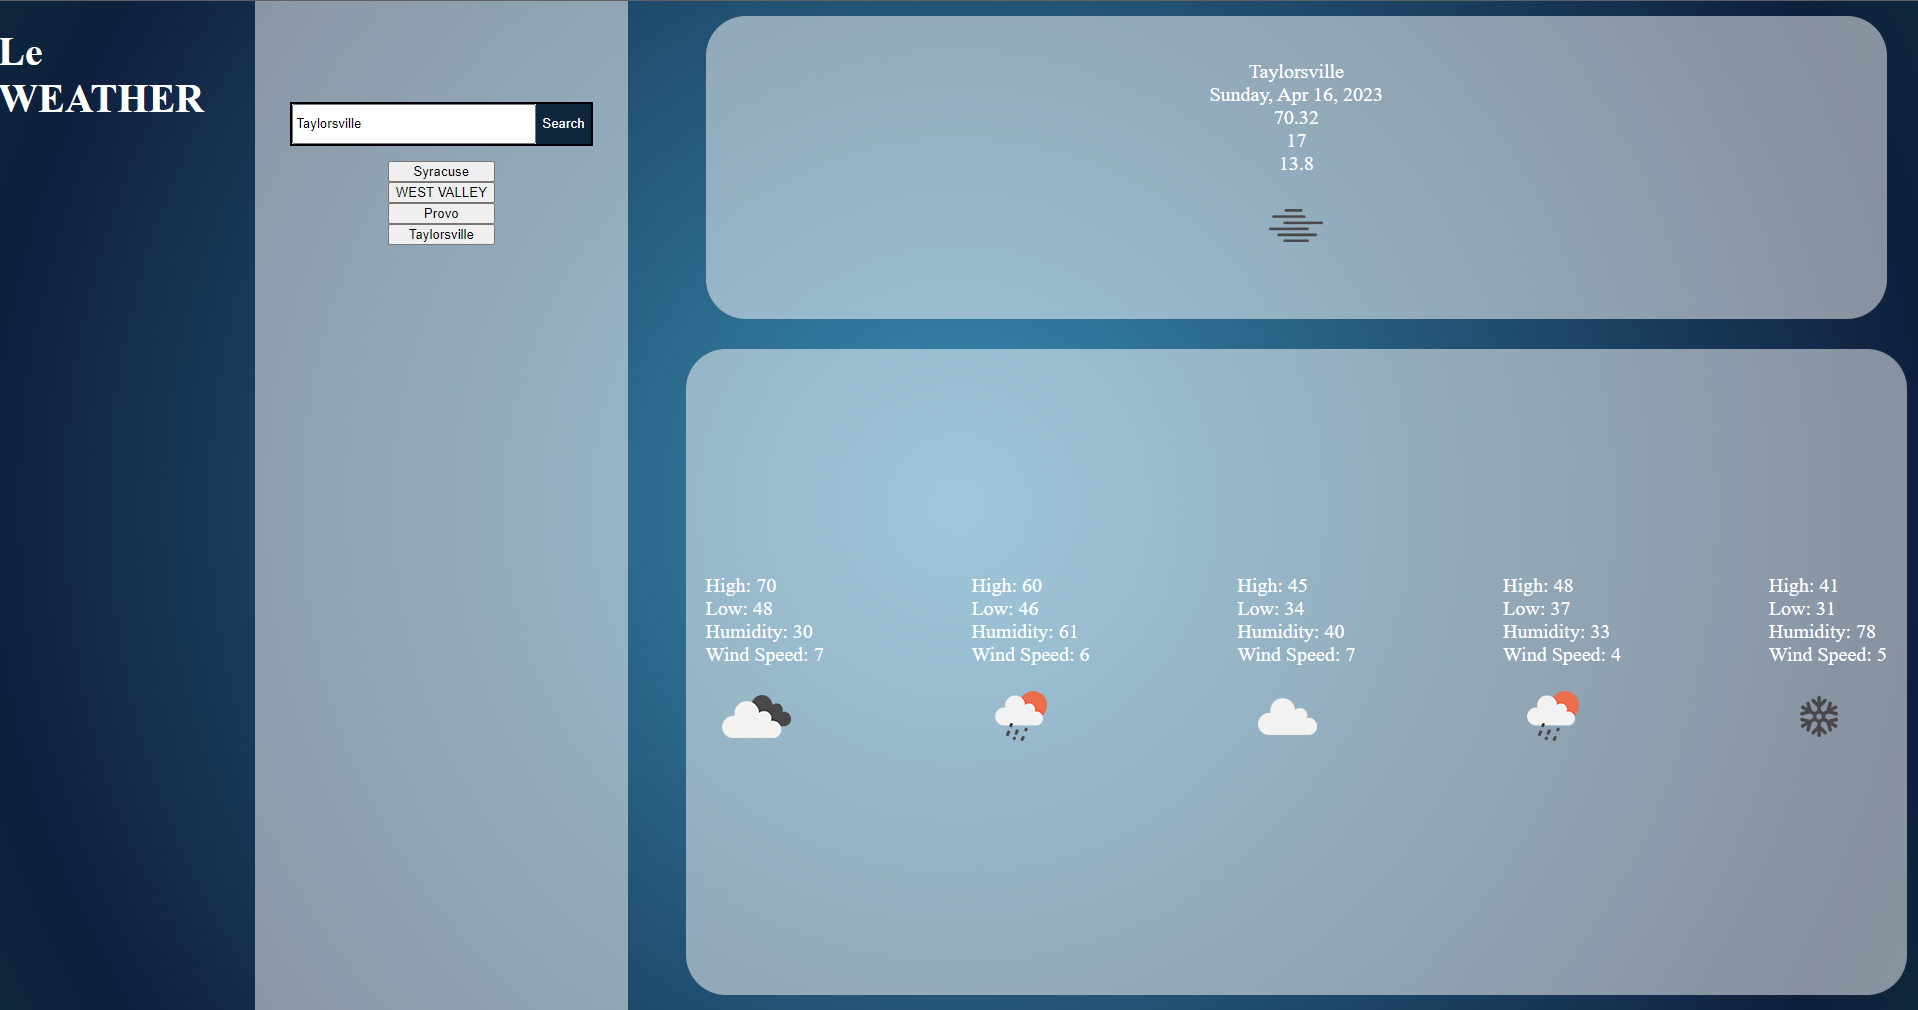 Le
WEATHER
Taylorsville
Search
Syracuse
WEST VALLEY
Provo
Taylorsville
Taylorsville
Sunday, Apr 16, 2023
70.32
17
13.8
High: 70
Low: 48
Humidity: 30
Wind Speed: 7
High: 60
Low: 46
Humidity: 61
Wind Speed: 6
High: 45
Low: 34
Humidity: 40
Wind Speed: 7
High: 48
Low: 37
Humidity: 33
Wind Speed: 4
High: 41
Low: 31
Humidity: 78
Wind Speed: 5